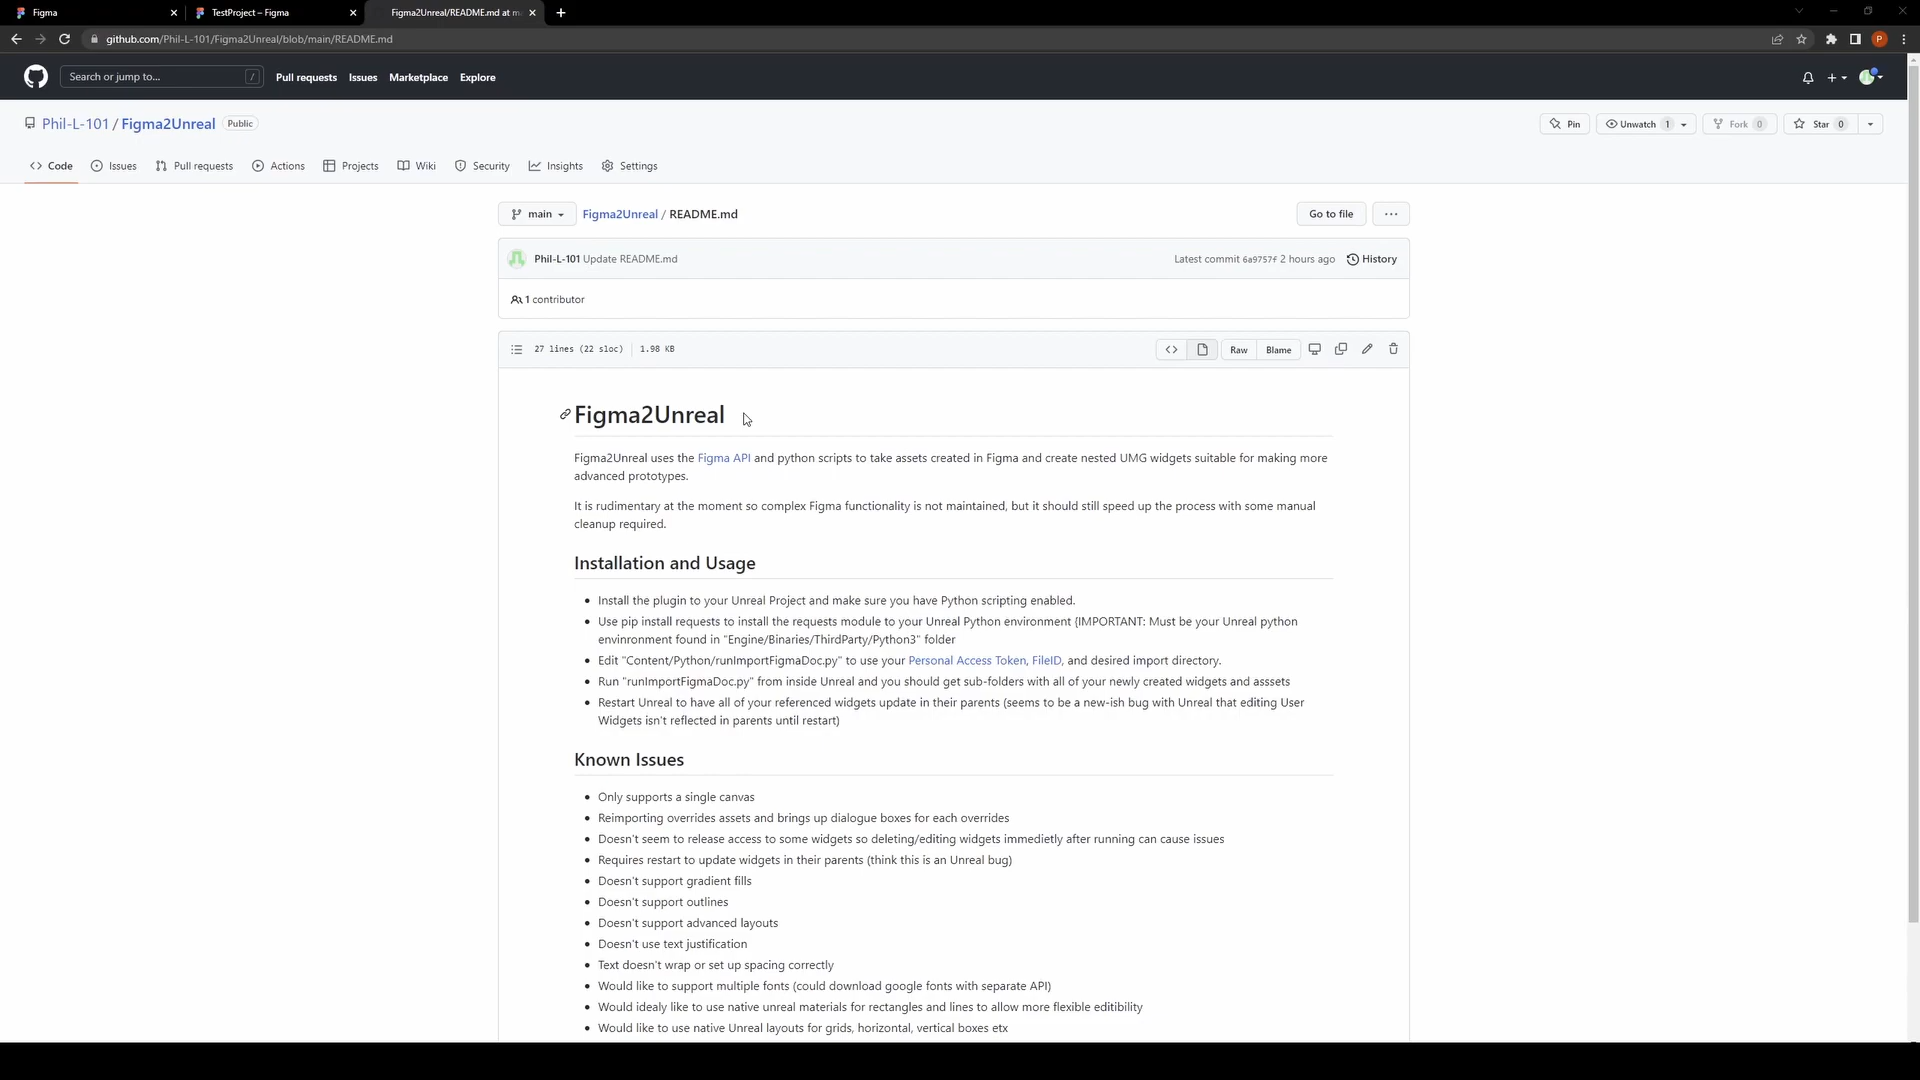 Figma
TestProject – Figma
Figma2Unreal/README.md at m
github.com/Phil-L-101/Figma2Unreal/blob/main/README.md
P
Search or jump to...
/
Pull requests
Issues
Marketplace
Explore
Phil-L-101 / Figma2Unreal
Public
Pin
Unwatch 1
Fork 0
Star 0
Code
Issues
Pull requests
Actions
Projects
Wiki
Security
Insights
Settings
main
Figma2Unreal / README.md
Go to file
Phil-L-101 Update README.md
Latest commit 6a9757f 2 hours ago
History
1 contributor
27 lines (22 sloc)
1.98 KB
Raw
Blame
Figma2Unreal
Figma2Unreal uses the Figma API and python scripts to take assets created in Figma and create nested UMG widgets suitable for making more
advanced prototypes.
It is rudimentary at the moment so complex Figma functionality is not maintained, but it should still speed up the process with some manual
cleanup required.
Installation and Usage
Install the plugin to your Unreal Project and make sure you have Python scripting enabled.
Use pip install requests to install the requests module to your Unreal Python environment (IMPORTANT: Must be your Unreal python
envinronment found in "Engine/Binaries/ThirdParty/Python3" folder
Edit "Content/Python/runImportFigmaDoc.py" to use your Personal Access Token, FileID, and desired import directory.
Run "runImportFigmaDoc.py" from inside Unreal and you should get sub-folders with all of your newly created widgets and asssets
Restart Unreal to have all of your referenced widgets update in their parents (seems to be a new-ish bug with Unreal that editing User
Widgets isn't reflected in parents until restart)
Known Issues
Only supports a single canvas
Reimporting overrides assets and brings up dialogue boxes for each overrides
Doesn't seem to release access to some widgets so deleting/editing widgets immedietly after running can cause issues
Requires restart to update widgets in their parents (think this is an Unreal bug)
Doesn't support gradient fills
Doesn't support outlines
Doesn't support advanced layouts
Doesn't use text justification
Text doesn't wrap or set up spacing correctly
Would like to support multiple fonts (could download google fonts with separate API)
Would idealy like to use native unreal materials for rectangles and lines to allow more flexible editibility
Would like to use native Unreal layouts for grids, horizontal, vertical boxes etx